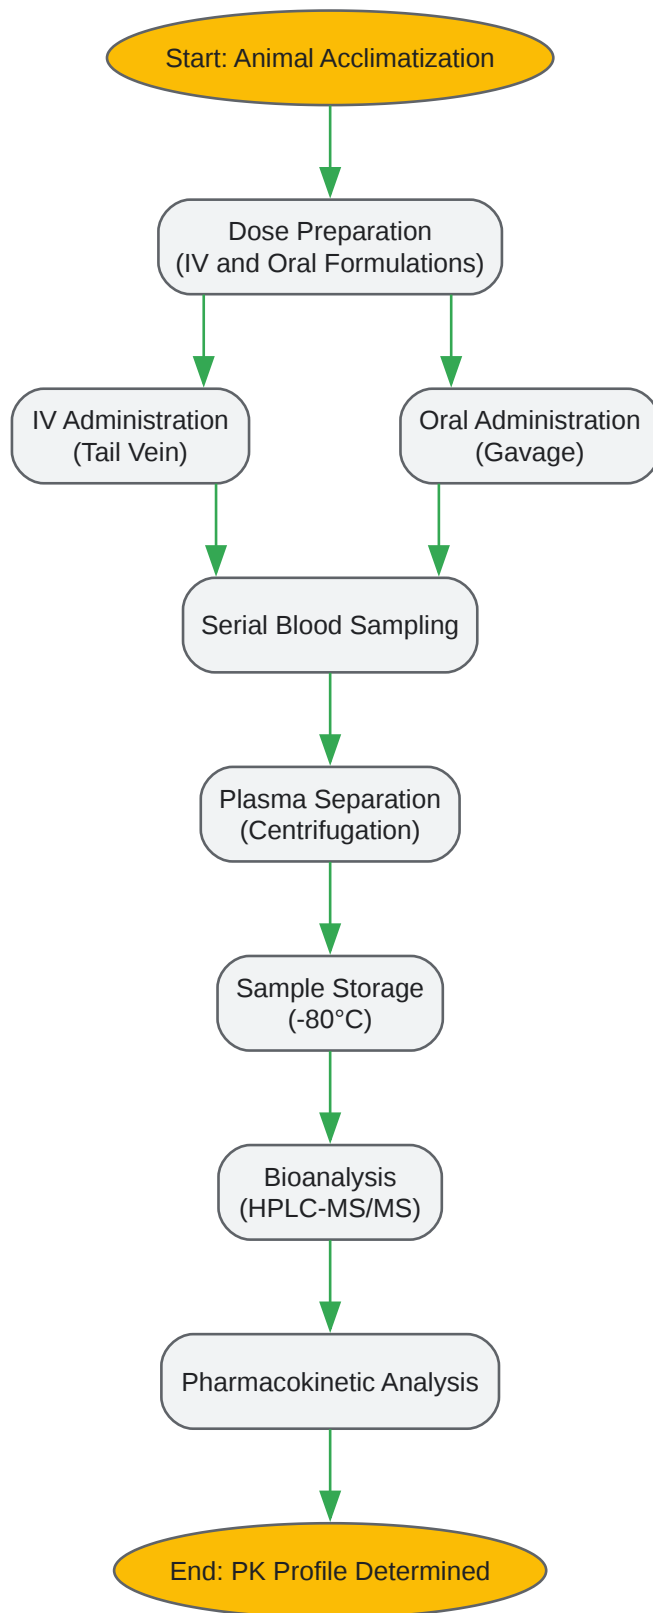 Start: Animal Acclimatization
Dose Preparation
(IV and Oral Formulations)
IV Administration
(Tail Vein)
Oral Administration
(Gavage)
Serial Blood Sampling
Plasma Separation
(Centrifugation)
Sample Storage
(-80°C)
Bioanalysis
(HPLC-MS/MS)
Pharmacokinetic Analysis
End: PK Profile Determined